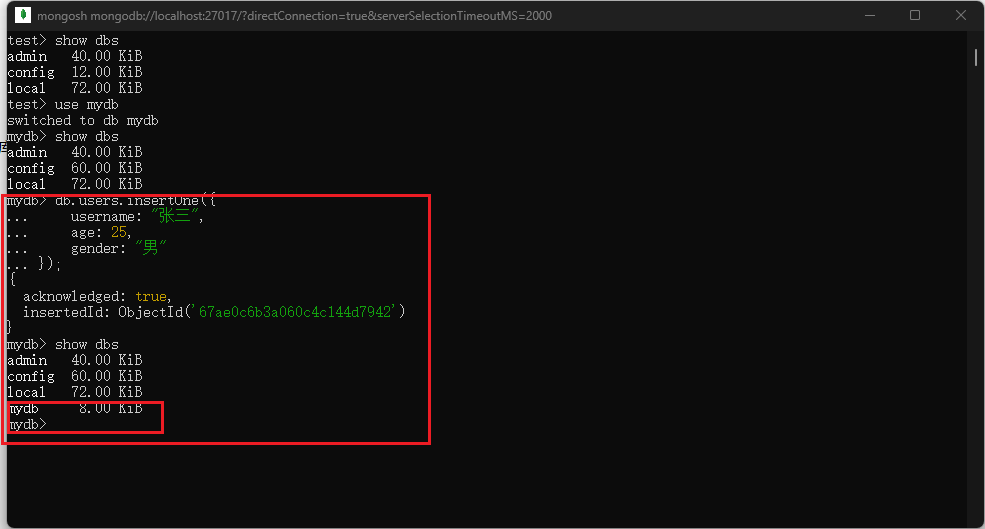 mongosh mongodb://localhost:27017/?directConnection=true&serverSelectionTimeoutMS=2000
test> show dbs
admin   40.00 KiB
config  12.00 KiB
local   72.00 KiB
test> use mydb
switched to db mydb
mydb> show dbs
admin   40.00 KiB
config  60.00 KiB
local   72.00 KiB
mydb> db.users.insertOne({
...     username: "张三",
...     age: 25,
...     gender: "男"
... });
{
  acknowledged: true,
  insertedId: ObjectId('67ae0c6b3a060c4c144d7942')
}
mydb> show dbs
admin   40.00 KiB
config  60.00 KiB
local   72.00 KiB
mydb     8.00 KiB
mydb>